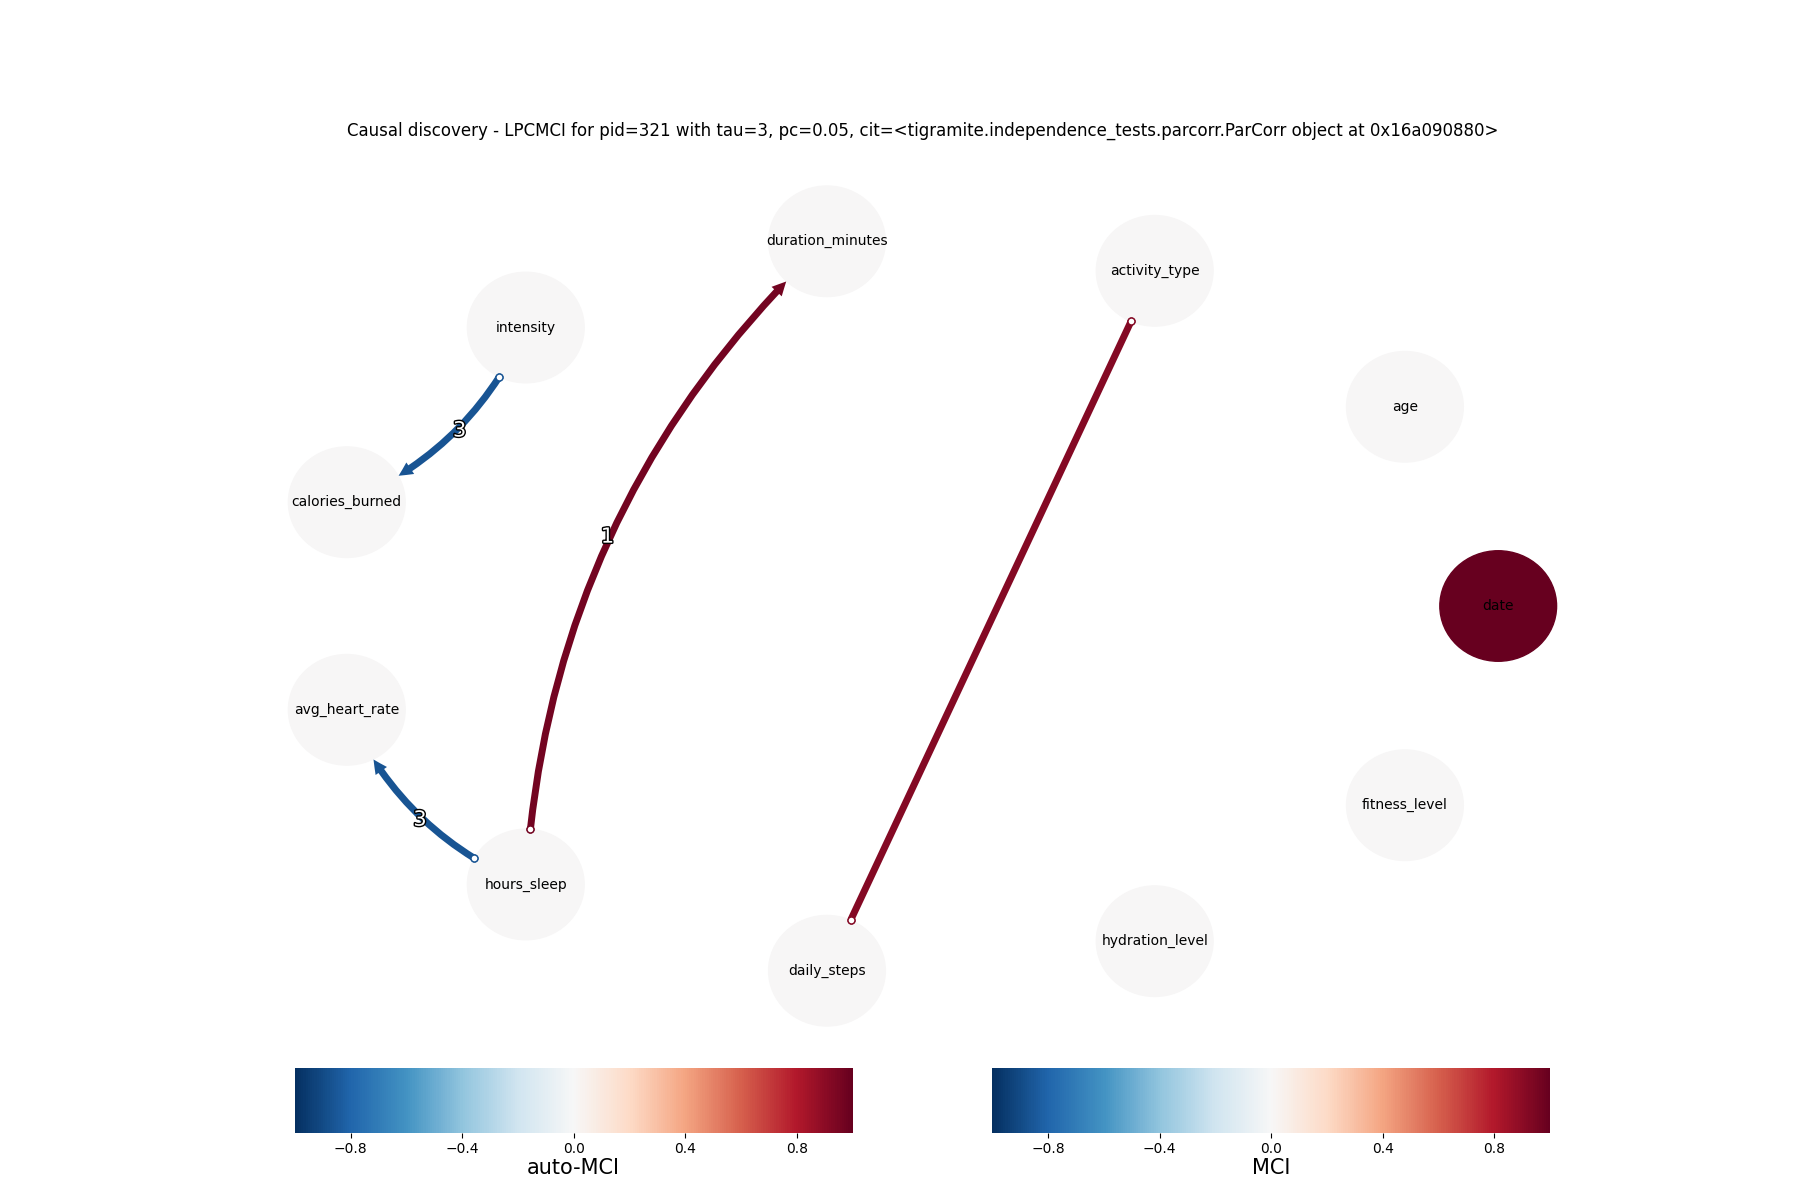 Causal discovery - LPCMCI for pid=321 with tau=3, pc=0.05, cit=<tigramite.independence_tests.parcorr.ParCorr object at 0x16a090880>
duration_minutes
activity_type
intensity
age
3
calories_burned
1
date
avg_heart_rate
fitness_level
3
hours_sleep
hydration_level
daily_steps
−0.8 −0.4 0.0 0.4 0.8
auto-MCI
−0.8 −0.4 0.0 0.4 0.8
MCI